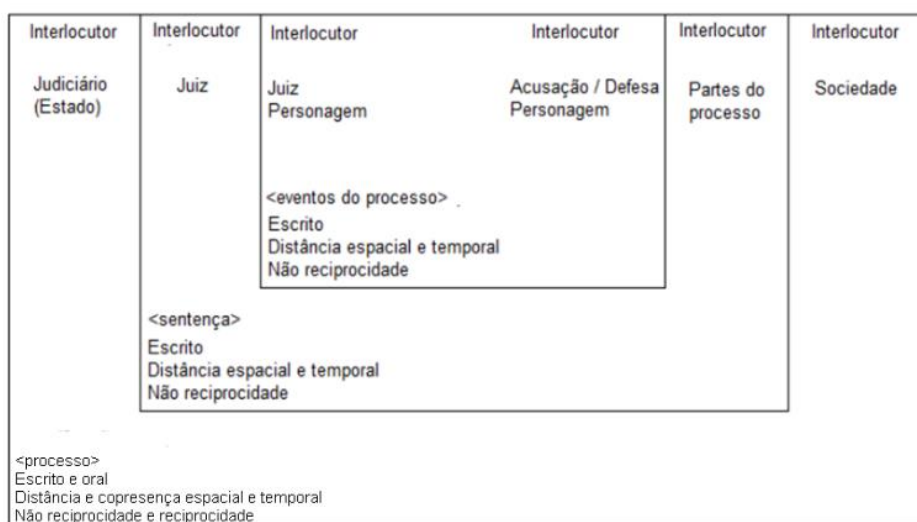 Interlocutor Interlocutor Interlocutor Interlocutor Interlocutor Interlocutor
Judiciário Juiz Juiz Acusação / Defesa Partes do Sociedade
(Estado) Personagem Personagem processo
<eventos do processo>
Escrito
Distância espacial e temporal
Não reciprocidade
<sentença>
Escrito
Distância espacial e temporal
Não reciprocidade
<processo>
Escrito e oral
Distância e copresença espacial e temporal
Não reciprocidade e reciprocidade